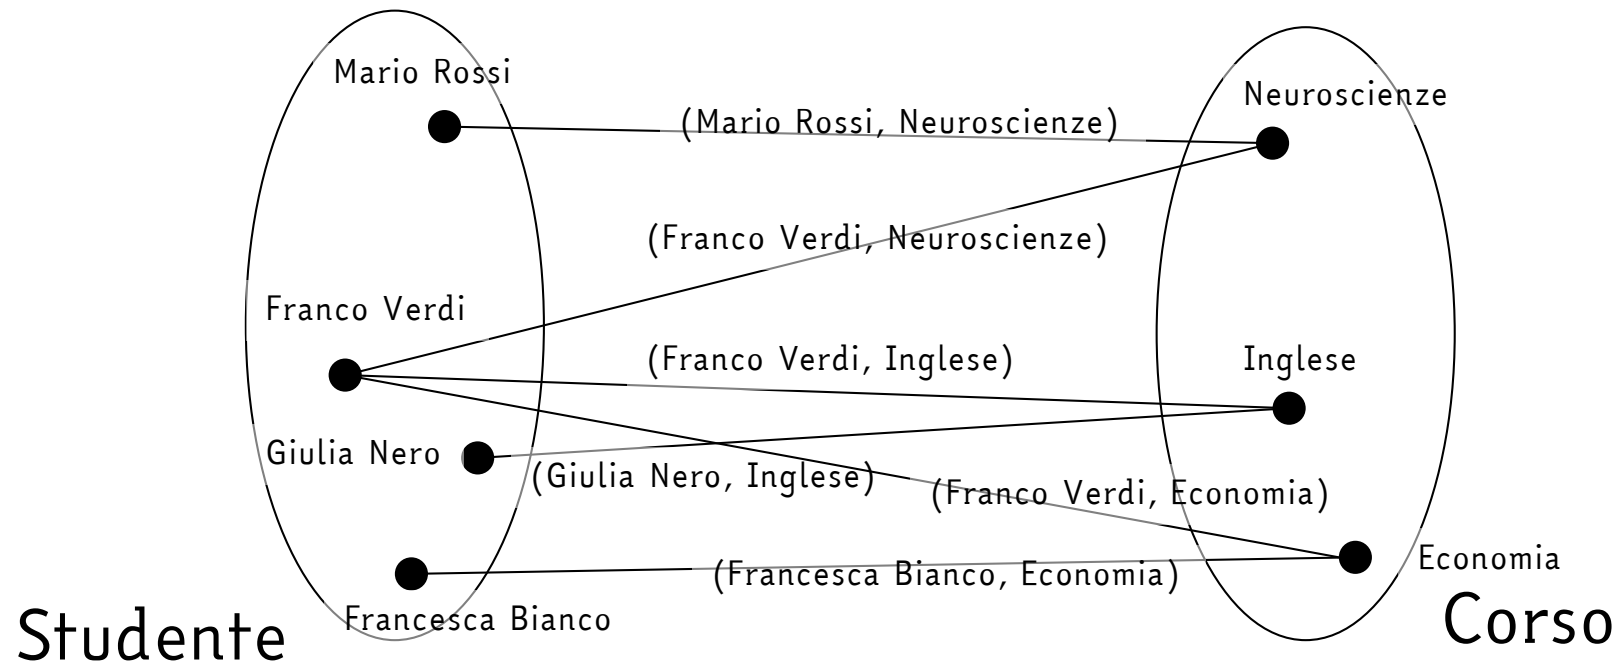 Mario Rossi
Neuroscienze
(Mario Rossi, Neuroscienze)
(Franco Verdi, Neuroscienze)
Franco Verdi
(Franco Verdi, Inglese)
Inglese
Giulia Nero
(Giulia Nero, Inglese)
(Franco Verdi, Economia)
Economia
(Francesca Bianco, Economia)
Francesca Bianco
Studente
Corso